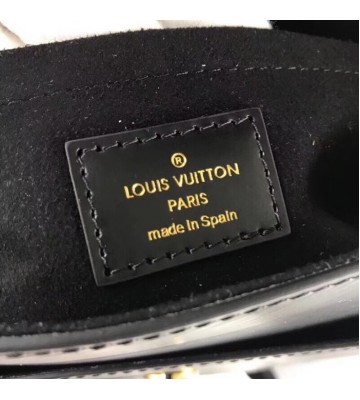 ®
LOUIS VUITTON
PARIS
made in Spain